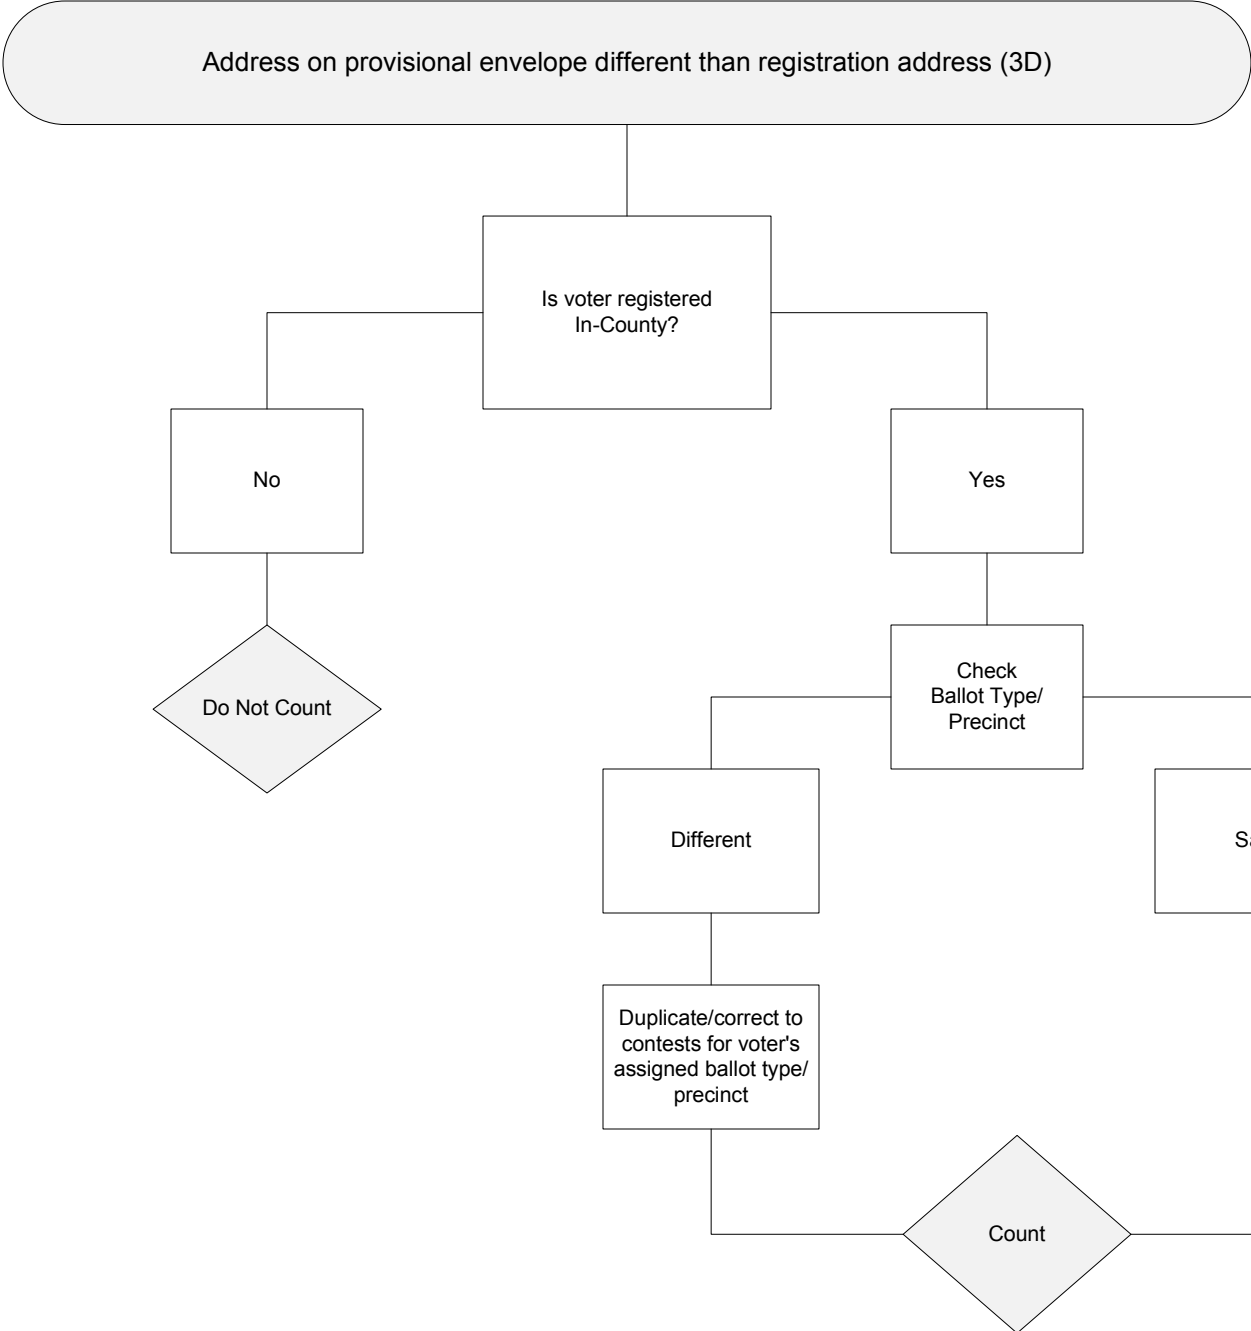 Address on provisional envelope different than registration address (3D)
Is voter registered
In-County?
No
Yes
Do Not Count
Check
Ballot Type/
Precinct
Different
Duplicate/correct to
contests for voter's
assigned ballot type/
precinct
Count